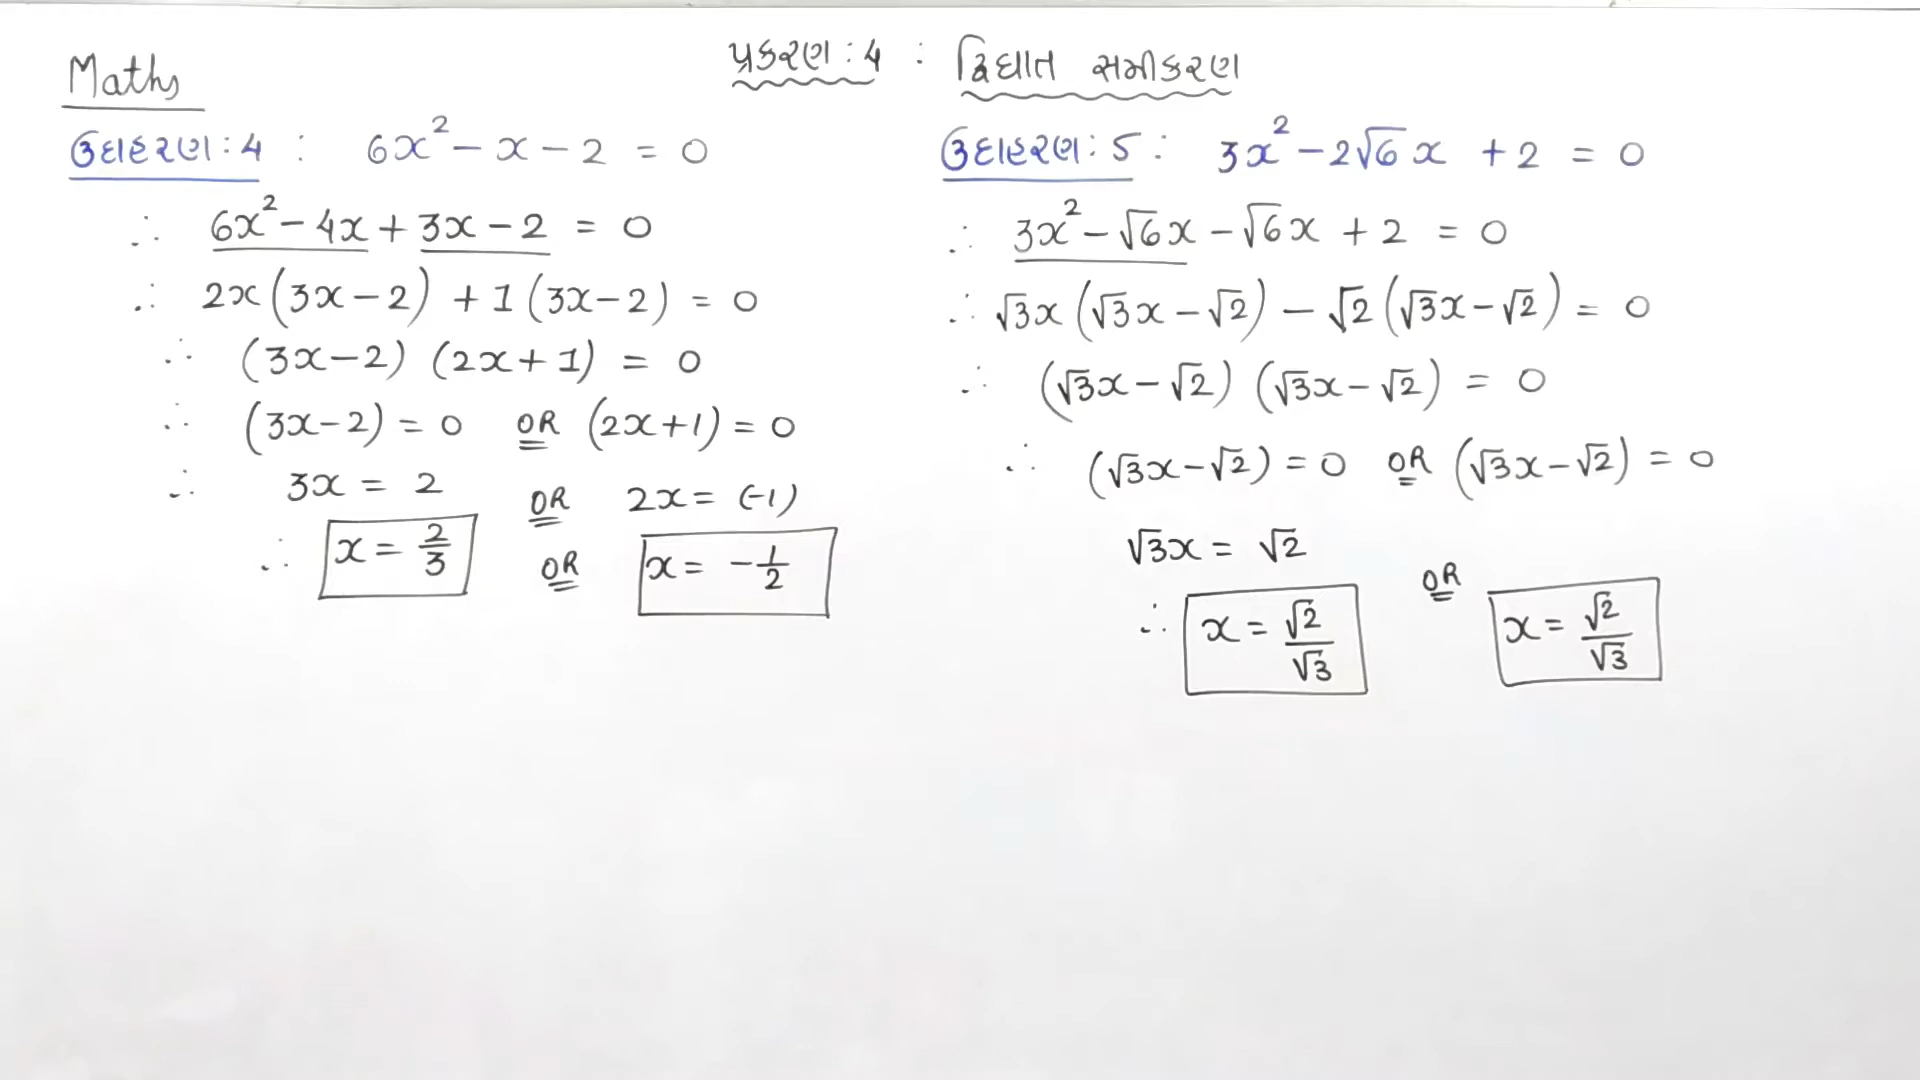 Maths
પ્રકરણ : 4 : દ્વિઘાત સમીકરણ
ઉદાહરણ : 4 : 6x² − x − 2 = 0
∴ 6x² − 4x + 3x − 2 = 0
∴ 2x (3x − 2) + 1 (3x − 2) = 0
∴ (3x − 2) (2x + 1) = 0
∴ (3x − 2) = 0 OR (2x + 1) = 0
∴ 3x = 2 OR 2x = (−1)
∴ x = 2/3 OR x = −1/2
ઉદાહરણ : 5 : 3x² − 2√6 x + 2 = 0
∴ 3x² − √6x − √6x + 2 = 0
∴ √3x (√3x − √2) − √2 (√3x − √2) = 0
∴ (√3x − √2) (√3x − √2) = 0
∴ (√3x − √2) = 0 OR (√3x − √2) = 0
√3x = √2
∴ x = √2/√3 OR x = √2/√3